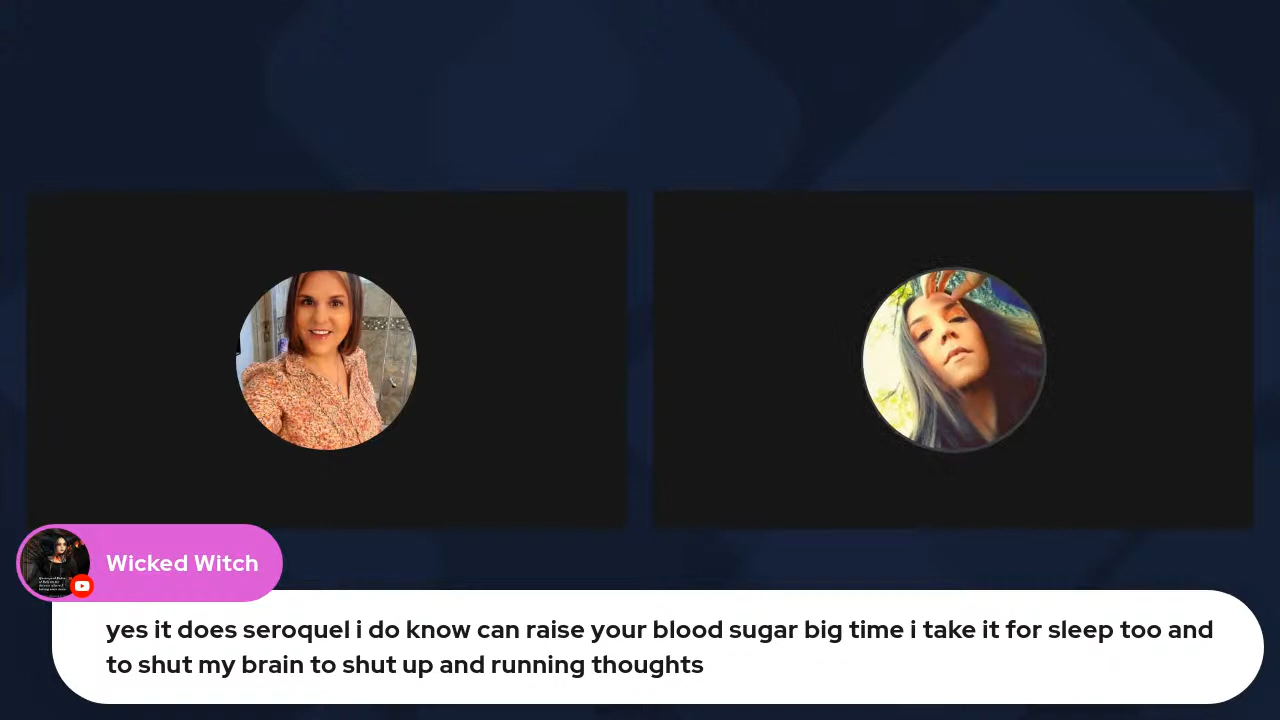 Wicked Witch
yes it does seroquel i do know can raise your blood sugar big time i take it for sleep too and
to shut my brain to shut up and running thoughts